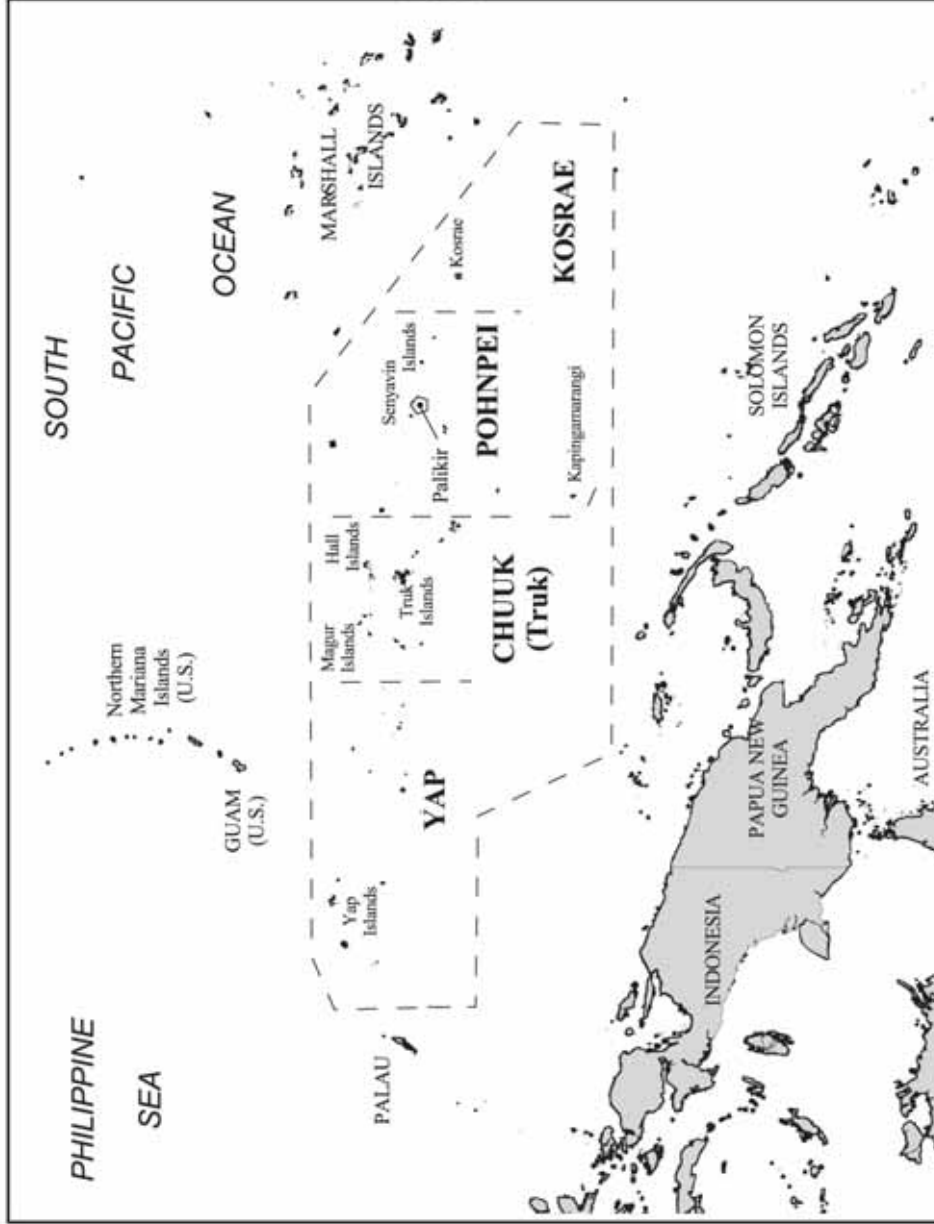 SOUTH
PACIFIC
OCEAN
PHILIPPINE
SEA
Northern
Mariana
Islands
(U.S.)
GUAM
(U.S.)
MARSHALL
ISLANDS
PALAU
Yap
Islands
YAP
Magur
Islands
Hall
Islands
Truk
Islands
CHUUK
(Truk)
Senyavin
Islands
Palikir
POHNPEI
Kapingamarangi
Kosrae
KOSRAE
INDONESIA
PAPUA NEW
GUINEA
SOLOMON
ISLANDS
AUSTRALIA